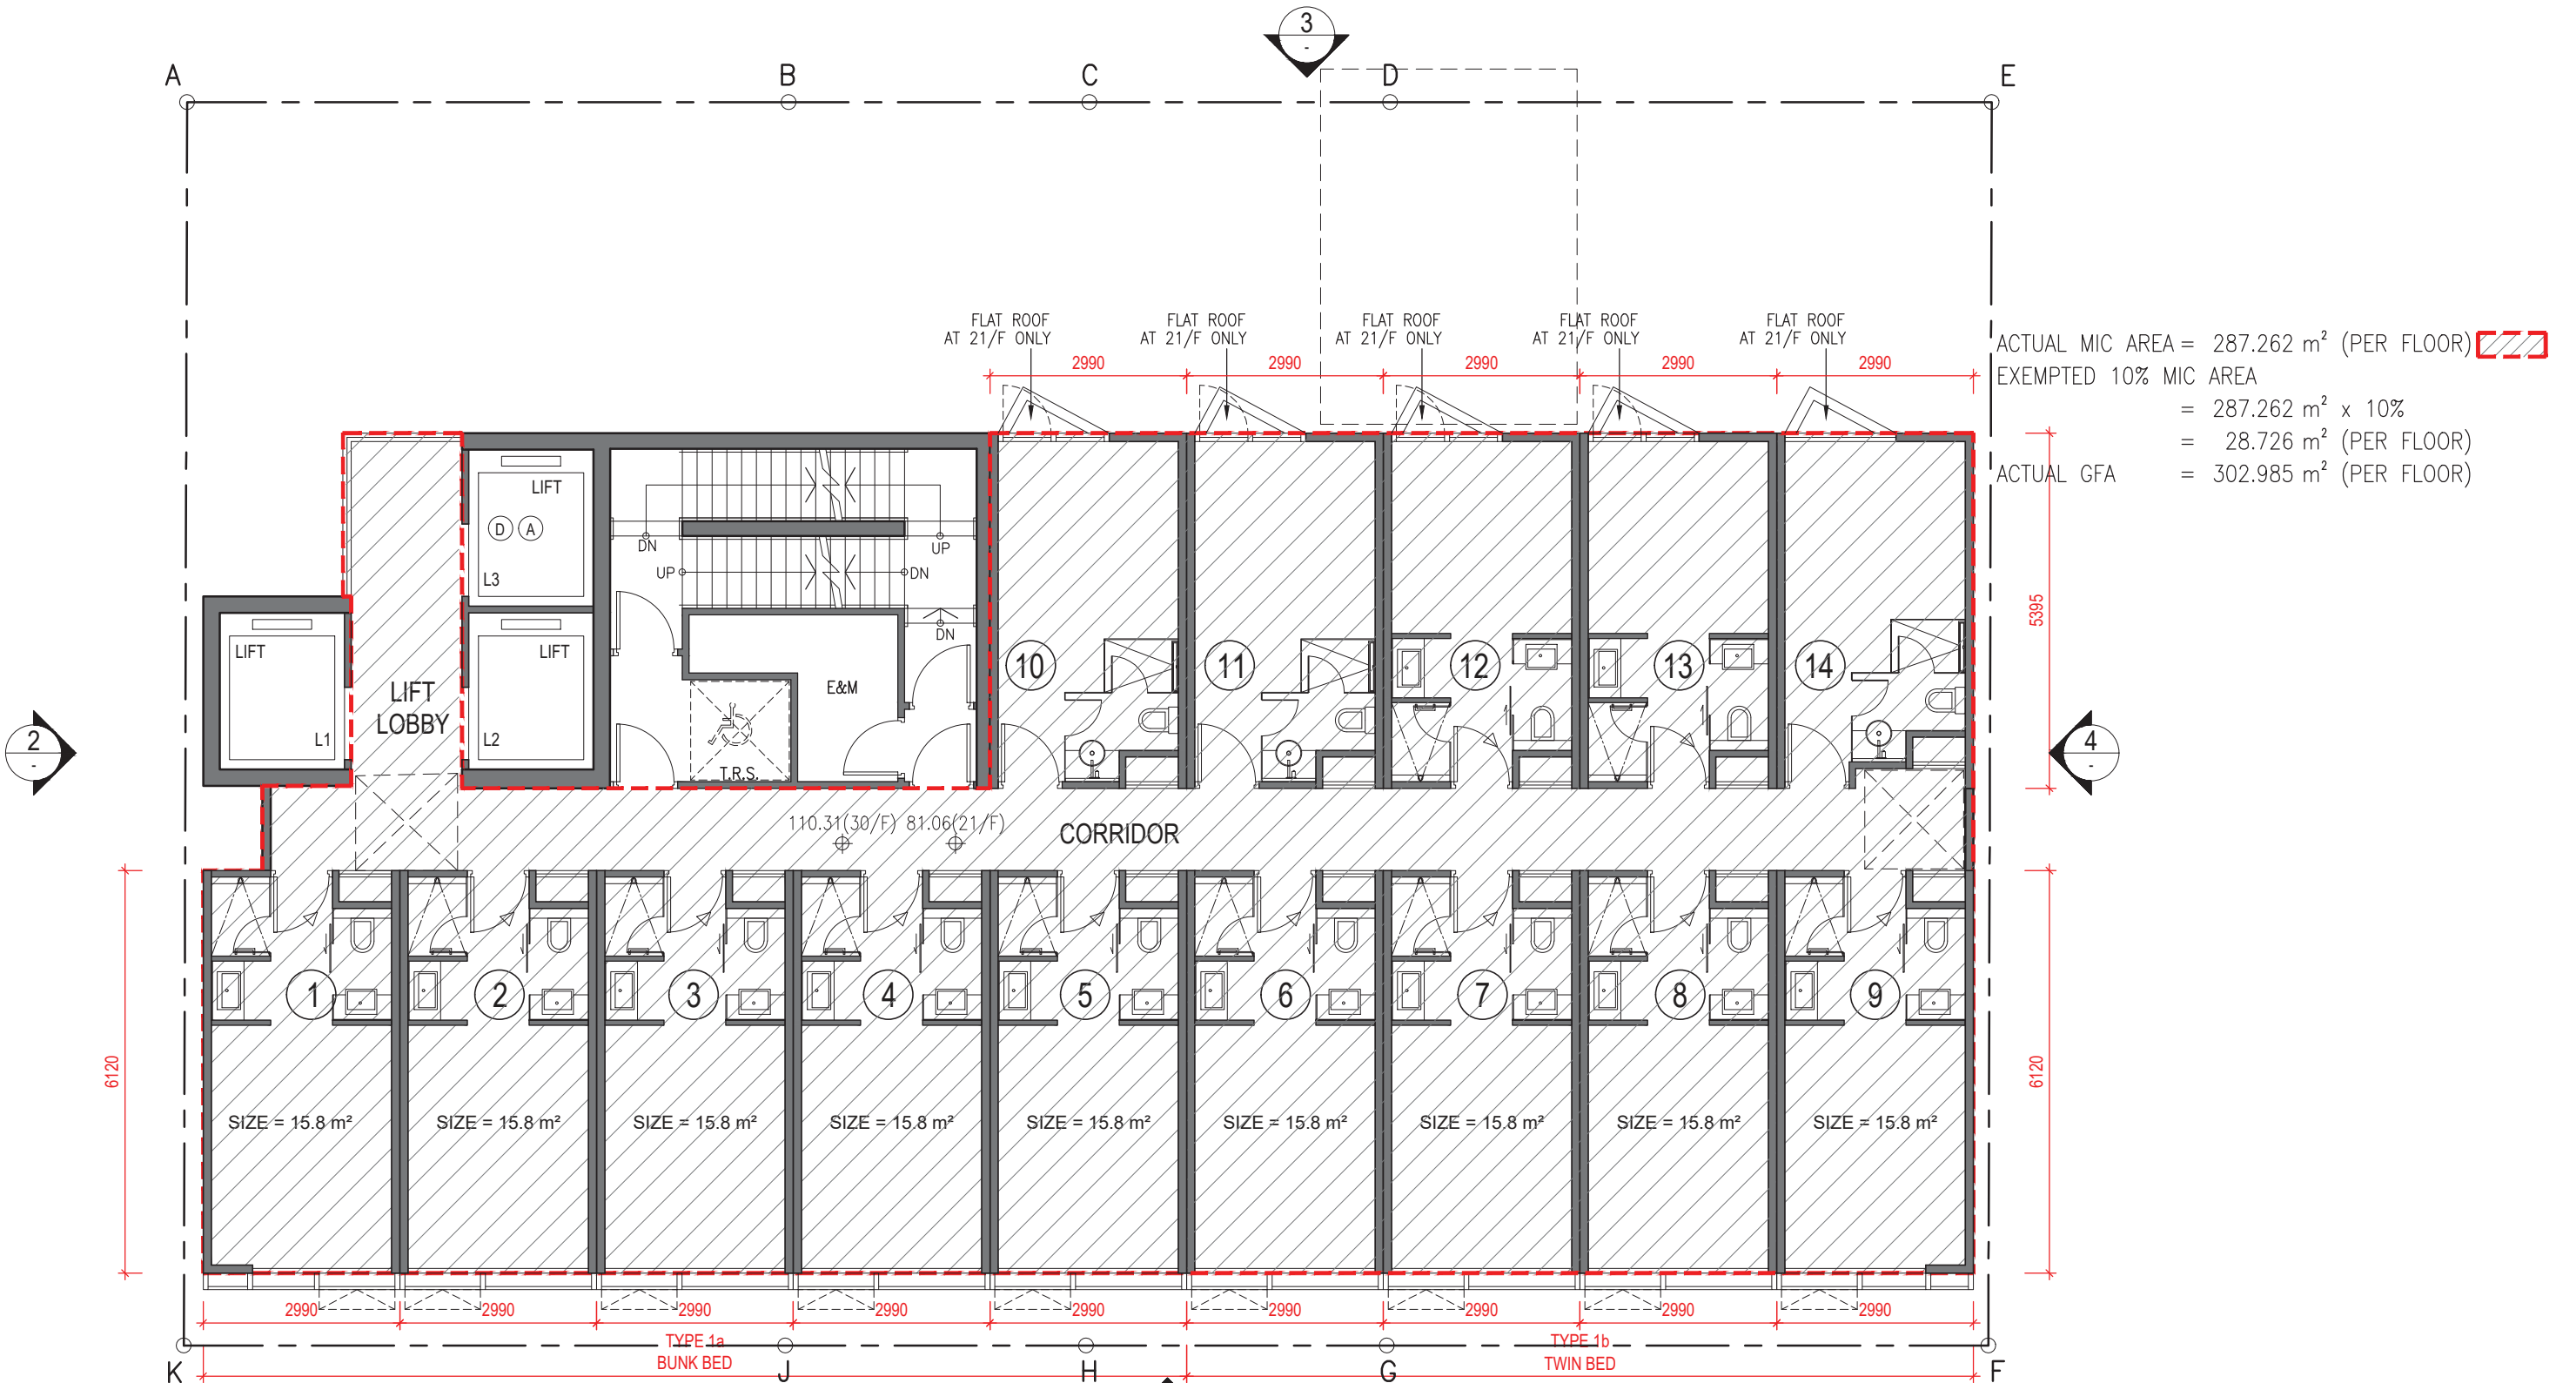 3
-
A
B
C
D
E
FLAT ROOF
AT 21/F ONLY
FLAT ROOF
AT 21/F ONLY
FLAT ROOF
AT 21/F ONLY
FLAT ROOF
AT 21/F ONLY
FLAT ROOF
AT 21/F ONLY
2990
2990
2990
2990
2990
ACTUAL MIC AREA = 287.262 m² (PER FLOOR)
EXEMPTED 10% MIC AREA
= 287.262 m² x 10%
= 28.726 m² (PER FLOOR)
ACTUAL GFA = 302.985 m² (PER FLOOR)
LIFT
D A
L3
DN
UP
UP
DN
DN
5395
LIFT
L1
LIFT
LOBBY
LIFT
L2
E&M
T.R.S.
10
11
12
13
14
2
-
4
-
110.31(30/F) 81.06(21/F)
CORRIDOR
1
2
3
4
5
6
7
8
9
6120
6120
SIZE = 15.8 m²
SIZE = 15.8 m²
SIZE = 15.8 m²
SIZE = 15.8 m²
SIZE = 15.8 m²
SIZE = 15.8 m²
SIZE = 15.8 m²
SIZE = 15.8 m²
SIZE = 15.8 m²
2990
2990
2990
2990
2990
2990
2990
2990
2990
TYPE 1a
BUNK BED
TYPE 1b
TWIN BED
K
J
H
G
F